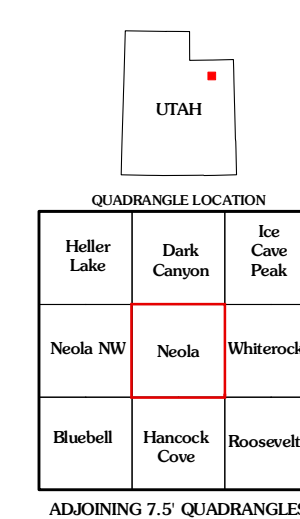 UTAH
QUADRANGLE LOCATION
Heller
Lake
Dark
Canyon
Ice
Cave
Peak
Neola NW
Neola
Whiterock
Bluebell
Hancock
Cove
Roosevelt
ADJOINING 7.5' QUADRANGLES